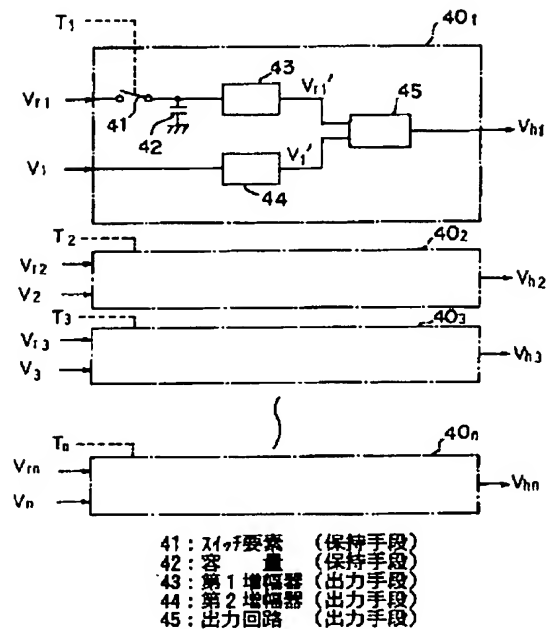 T1
401
43
Vr1
Vr1'
45
41
42
Vh1
V1
V1'
44
T2
402
Vr2
V2
Vh2
T3
403
Vr3
V3
Vh3
Tn
40n
Vrn
Vn
Vhn
41:スイッチ要素 (保持手段)
42:容 量 (保持手段)
43:第1増幅器 (出力手段)
44:第2増幅器 (出力手段)
45:出力回路 (出力手段)